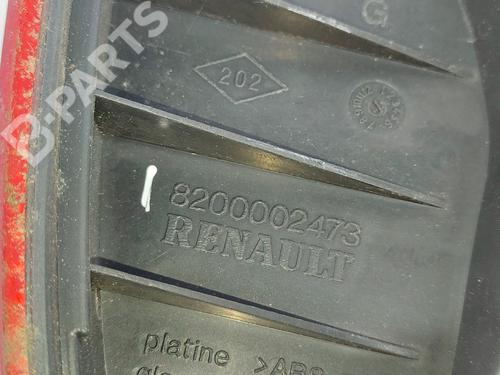 B-PARTS
G
202
8200002473
RENAULT
platine >ABS